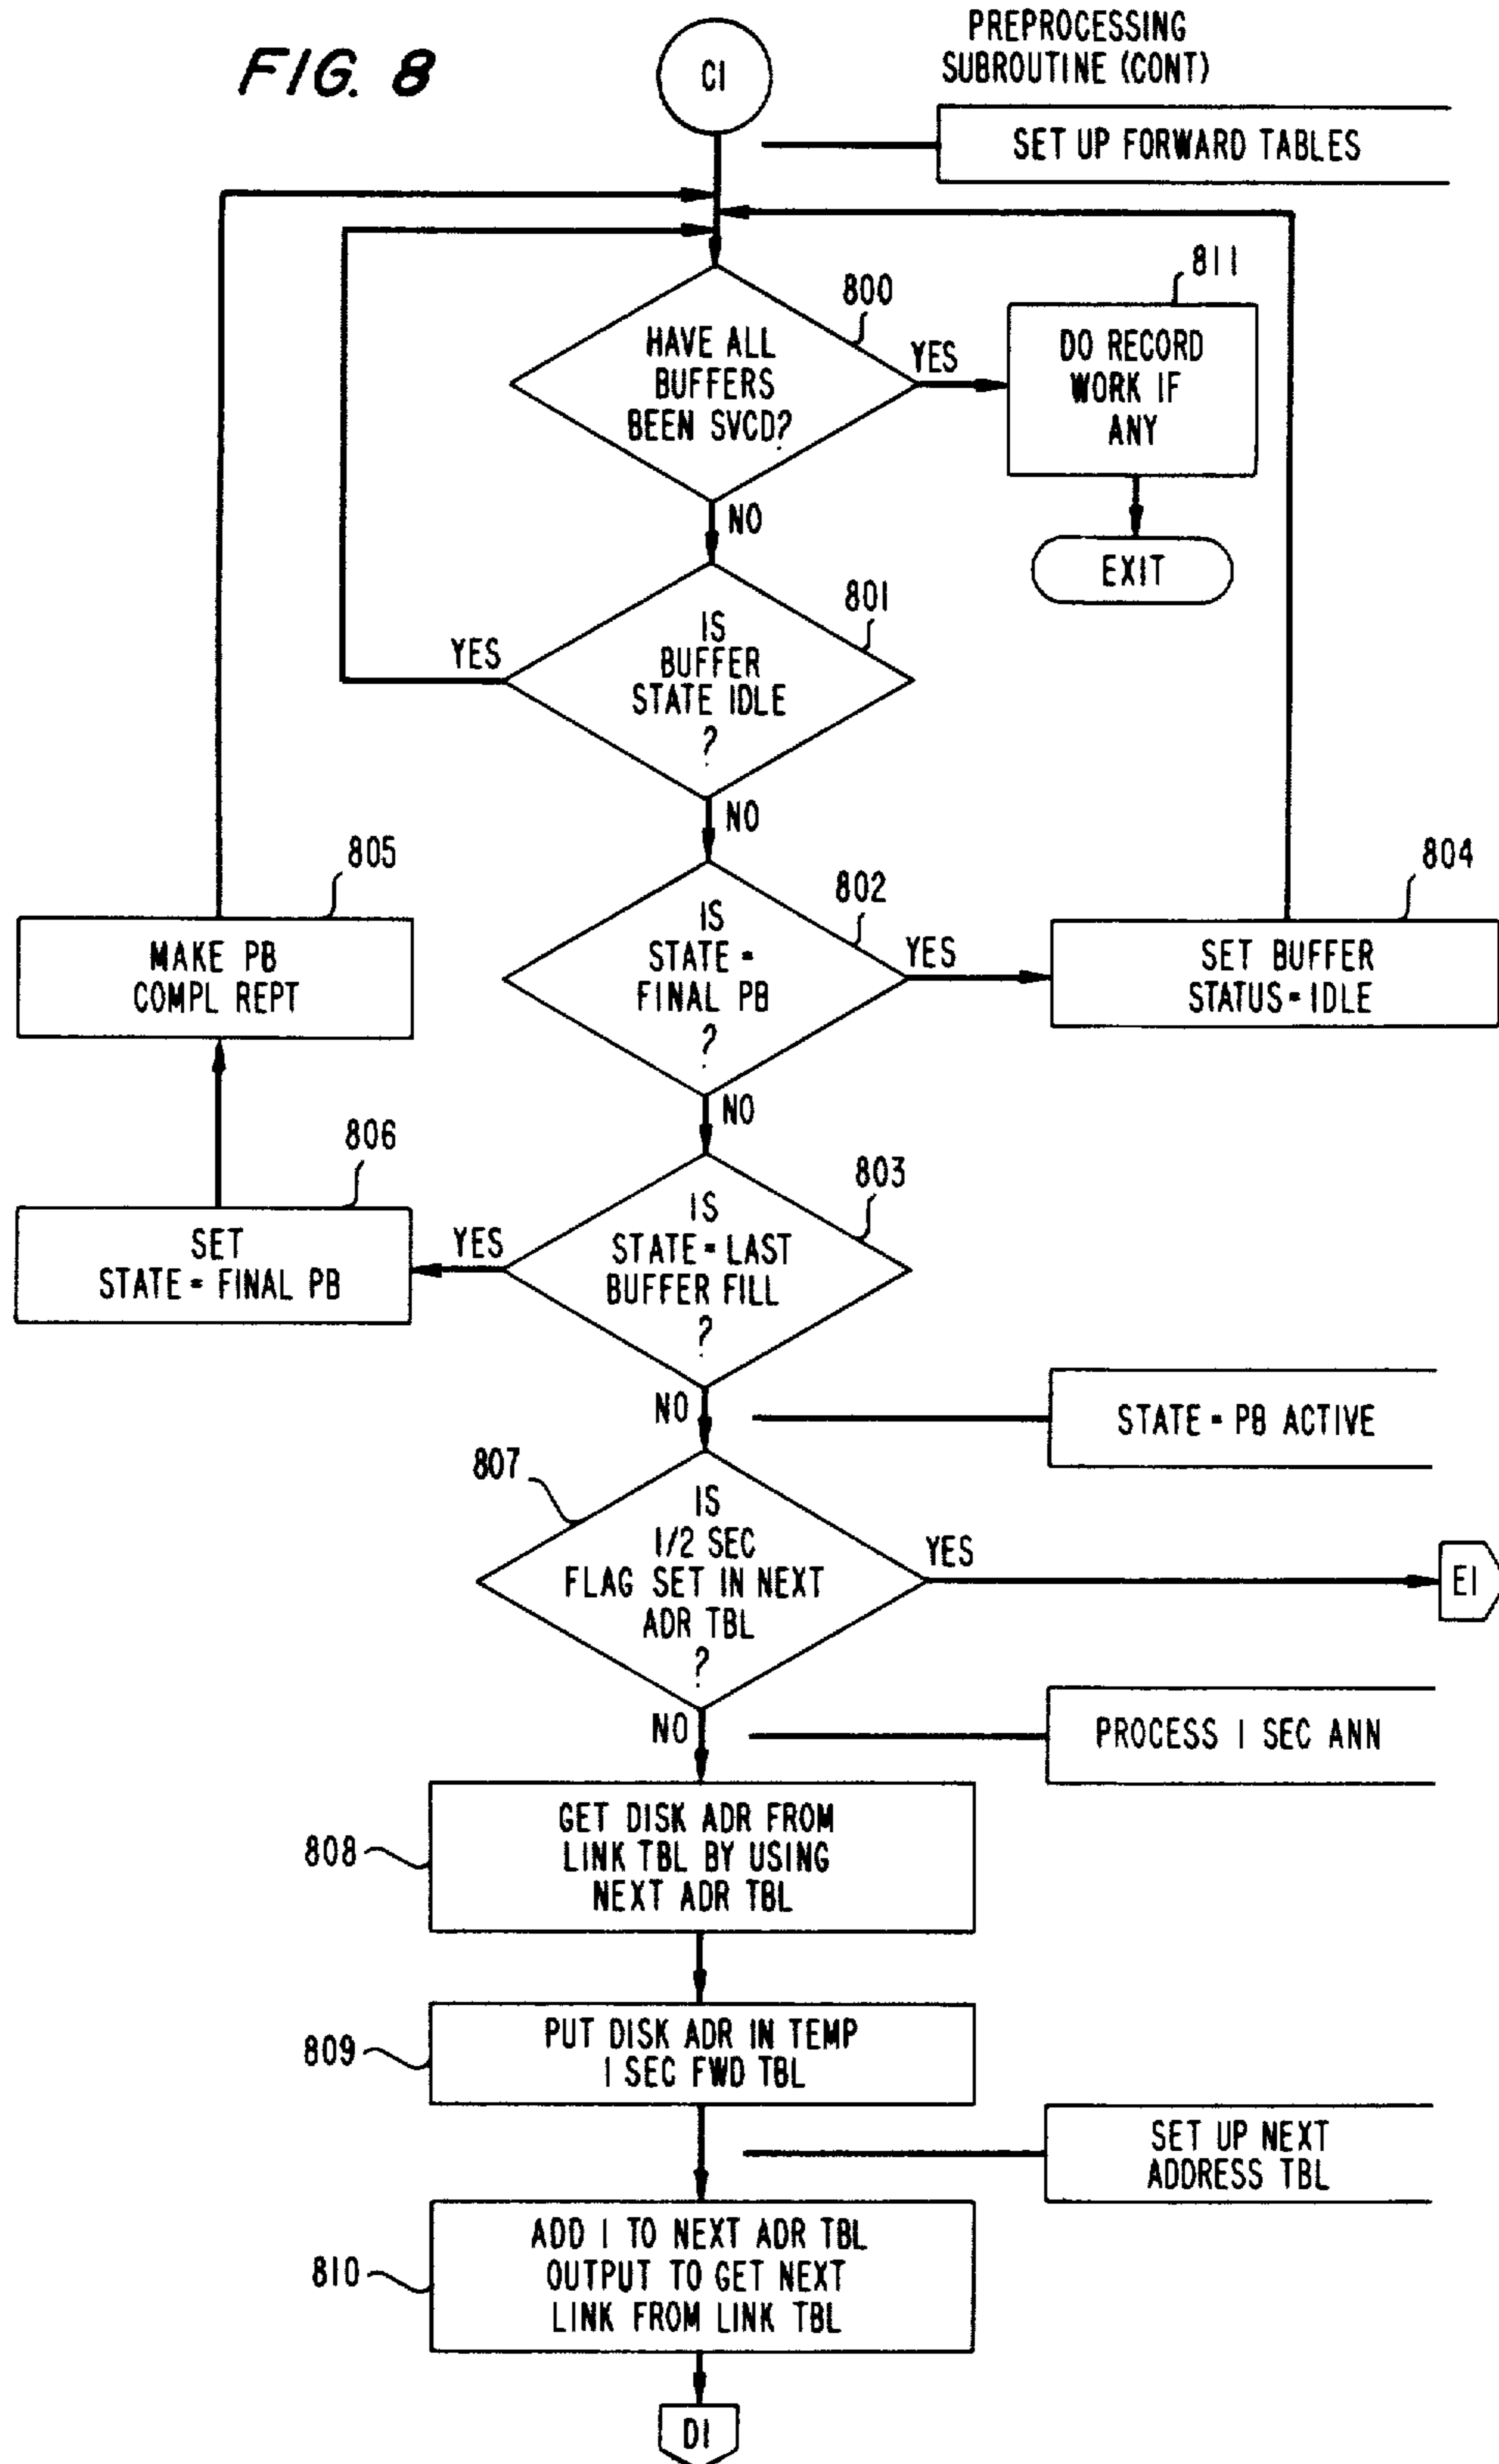 FIG. 8
C1
PREPROCESSING
SUBROUTINE (CONT)
SET UP FORWARD TABLES
800
HAVE ALL
BUFFERS
BEEN SVCD?
YES
811
DO RECORD
WORK IF
ANY
EXIT
NO
801
IS
BUFFER
STATE IDLE
?
YES
NO
802
IS
STATE =
FINAL PB
?
YES
804
SET BUFFER
STATUS = IDLE
805
MAKE PB
COMPL REPT
NO
803
IS
STATE = LAST
BUFFER FILL
?
YES
806
SET
STATE = FINAL PB
NO
STATE = PB ACTIVE
807
IS
1/2 SEC
FLAG SET IN NEXT
ADR TBL
?
YES
E1
NO
PROCESS 1 SEC ANN
808
GET DISK ADR FROM
LINK TBL BY USING
NEXT ADR TBL
809
PUT DISK ADR IN TEMP
1 SEC FWD TBL
SET UP NEXT
ADDRESS TBL
810
ADD 1 TO NEXT ADR TBL
OUTPUT TO GET NEXT
LINK FROM LINK TBL
D1